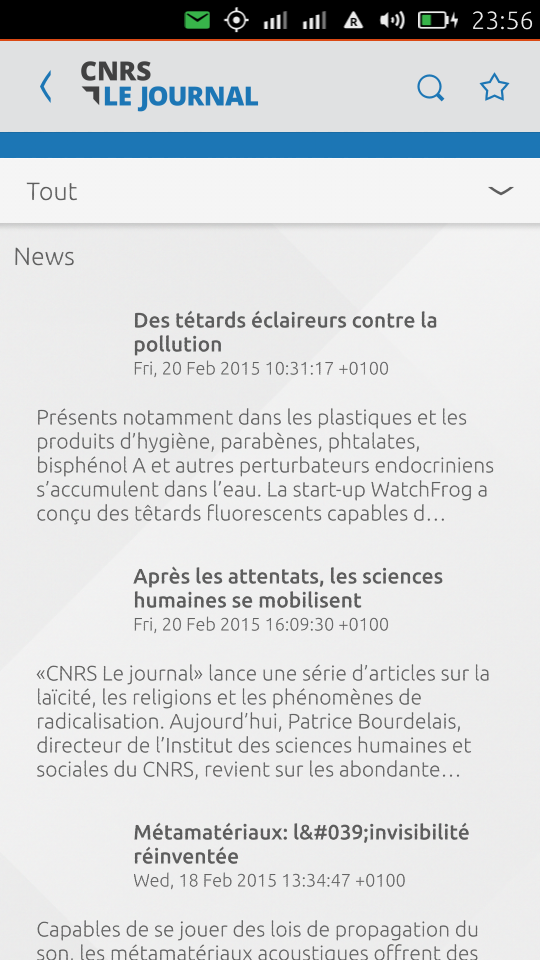 23:56
CNRS
LE JOURNAL
Tout
News
Des tétards éclaireurs contre la
pollution
Fri, 20 Feb 2015 10:31:17 +0100
Présents notamment dans les plastiques et les
produits d’hygiène, parabènes, phtalates,
bisphénol A et autres perturbateurs endocriniens
s’accumulent dans l’eau. La start-up WatchFrog a
conçu des têtards fluorescents capables d…
Après les attentats, les sciences
humaines se mobilisent
Fri, 20 Feb 2015 16:09:30 +0100
«CNRS Le journal» lance une série d’articles sur la
laïcité, les religions et les phénomènes de
radicalisation. Aujourd’hui, Patrice Bourdelais,
directeur de l’Institut des sciences humaines et
sociales du CNRS, revient sur les abondante…
Métamatériaux: l&#039;invisibilité
réinventée
Wed, 18 Feb 2015 13:34:47 +0100
Capables de se jouer des lois de propagation du
son, les métamatériaux acoustiques offrent des